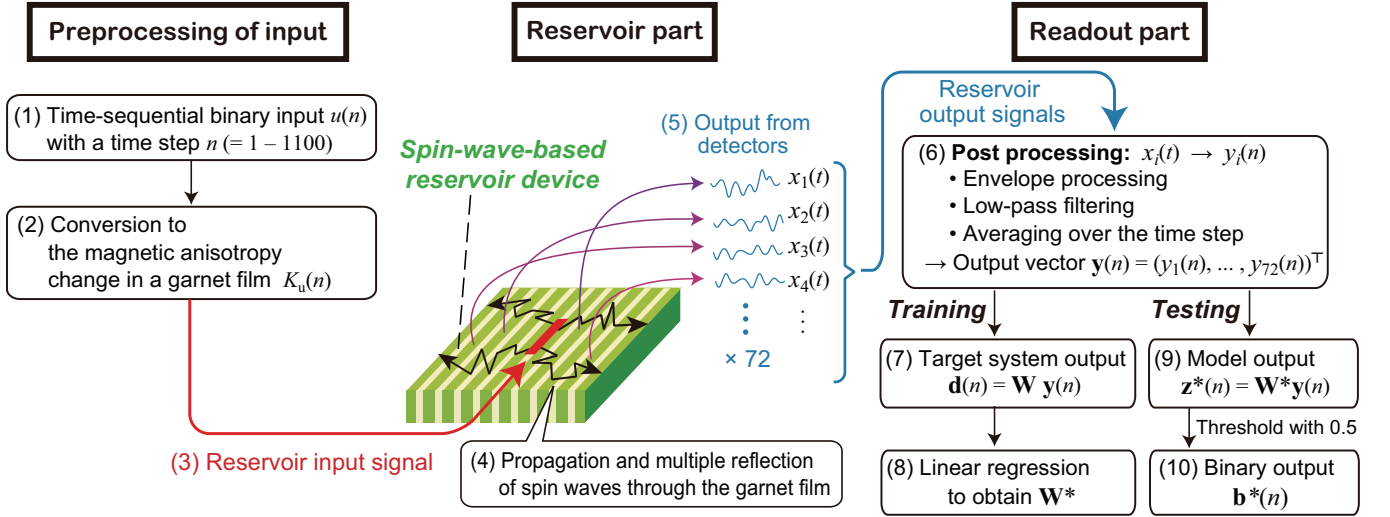 Preprocessing of input
(1) Time-sequential binary input u(n)
with a time step n (= 1 – 1100)
(2) Conversion to
the magnetic anisotropy
change in a garnet film Kᵤ(n)
(3) Reservoir input signal
Reservoir part
Spin-wave-based
reservoir device
(4) Propagation and multiple reflection
of spin waves through the garnet film
(5) Output from
detectors
x₁(t)
x₂(t)
x₃(t)
x₄(t)
× 72
Readout part
Reservoir
output signals
(6) Post processing: xᵢ(t) → yᵢ(n)
• Envelope processing
• Low-pass filtering
• Averaging over the time step
→ Output vector y(n) = (y₁(n), ... , y₇₂(n))⊤
Training
(7) Target system output
d(n) = W y(n)
(8) Linear regression
to obtain W*
Testing
(9) Model output
z*(n) = W*y(n)
Threshold with 0.5
(10) Binary output
b*(n)